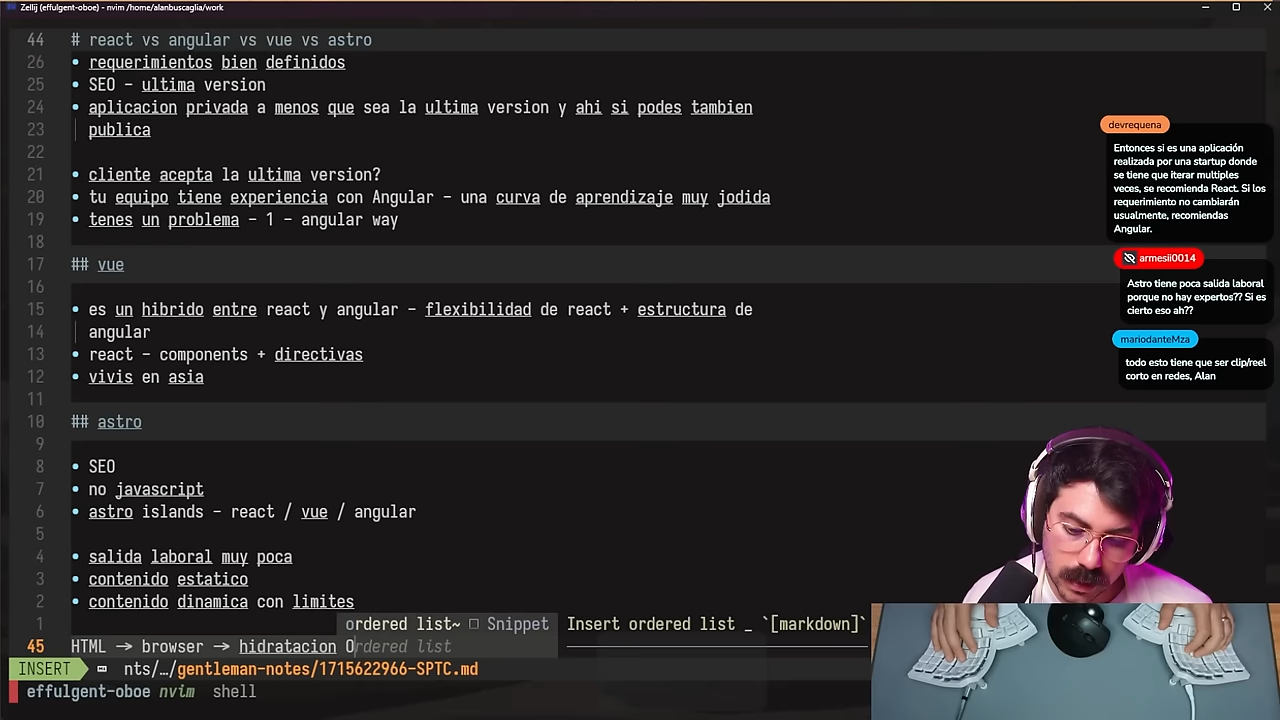 Zellij (effulgent-oboe) - nvim /home/alanbuscaglia/work
44 # react vs angular vs vue vs astro
26 • requerimientos bien definidos
25 • SEO - ultima version
24 • aplicacion privada a menos que sea la ultima version y ahi si podes tambien
23 publica
22
21 • cliente acepta la ultima version?
20 • tu equipo tiene experiencia con Angular - una curva de aprendizaje muy jodida
19 • tenes un problema - 1 - angular way
18
17 ## vue
16
15 • es un hibrido entre react y angular - flexibilidad de react + estructura de
14 angular
13 • react - components + directivas
12 • vivis en asia
11
10 ## astro
9
8 • SEO
7 • no javascript
6 • astro islands - react / vue / angular
5
4 • salida laboral muy poca
3 • contenido estatico
2 • contenido dinamica con limites
1 ordered list~ □ Snippet Insert ordered list _ `[markdown]`
45 HTML → browser → hidratacion Ordered list
INSERT nts/…/gentleman-notes/1715622966-SPTC.md
effulgent-oboe nvim shell
devrequena
Entonces si es una aplicación
realizada por una startup donde
se tiene que iterar multiples
veces, se recomienda React. Si los
requerimiento no cambiarán
usualmente, recomiendas
Angular.
armesii0014
Astro tiene poca salida laboral
porque no hay expertos?? Si es
cierto eso ah??
mariodanteMza
todo esto tiene que ser clip/reel
corto en redes, Alan